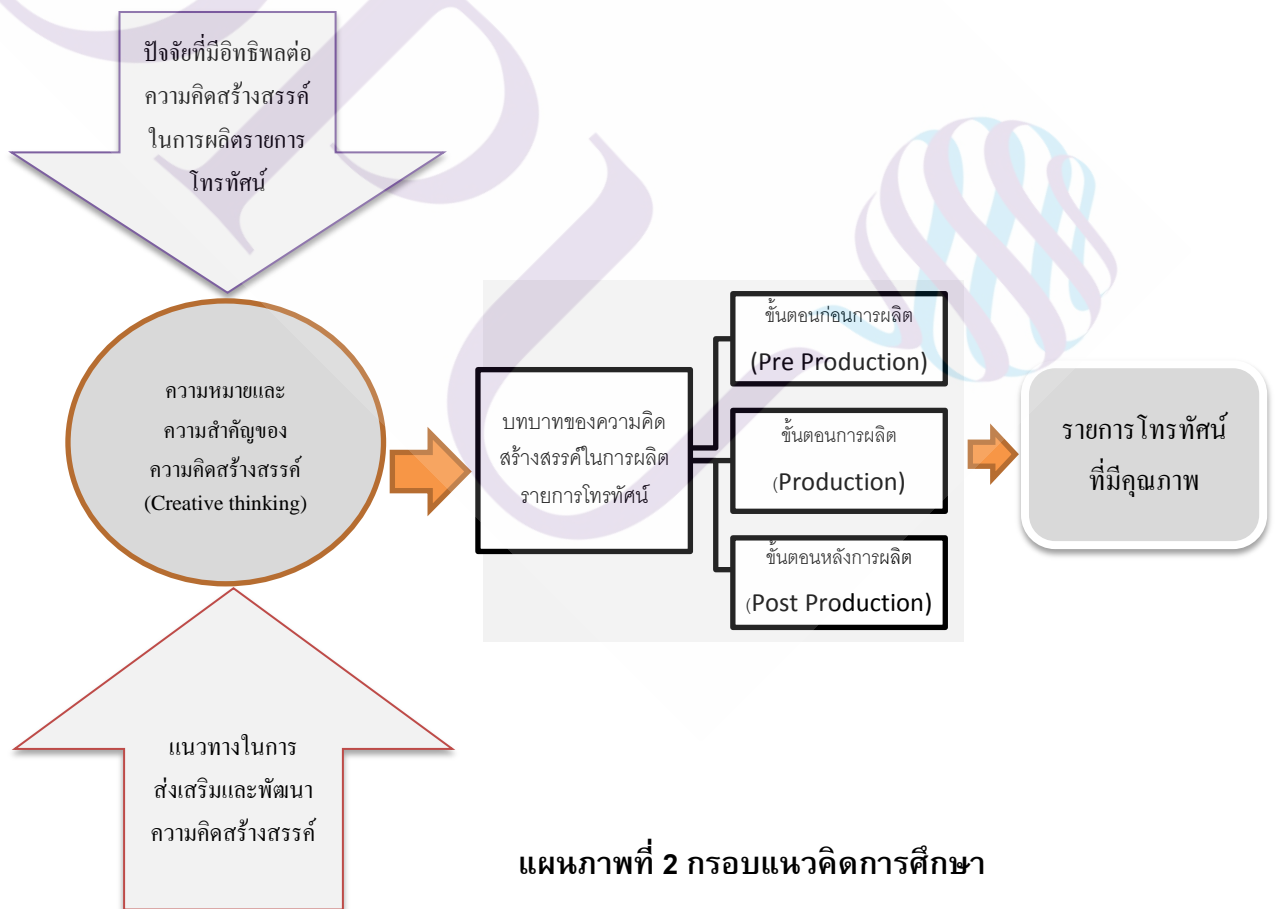 ปัจจัยที่มีอิทธิพลต่อ
ความคิดสร้างสรรค์
ในการผลิตรายการ
โทรทัศน์
ความหมายและ
ความสำคัญของ
ความคิดสร้างสรรค์
(Creative thinking)
แนวทางในการ
ส่งเสริมและพัฒนา
ความคิดสร้างสรรค์
บทบาทของความคิด
สร้างสรรค์ในการผลิต
รายการโทรทัศน์
ขั้นตอนก่อนการผลิต
(Pre Production)
ขั้นตอนการผลิต
(Production)
ขั้นตอนหลังการผลิต
(Post Production)
รายการโทรทัศน์
ที่มีคุณภาพ
แผนภาพที่ 2 กรอบแนวคิดการศึกษา